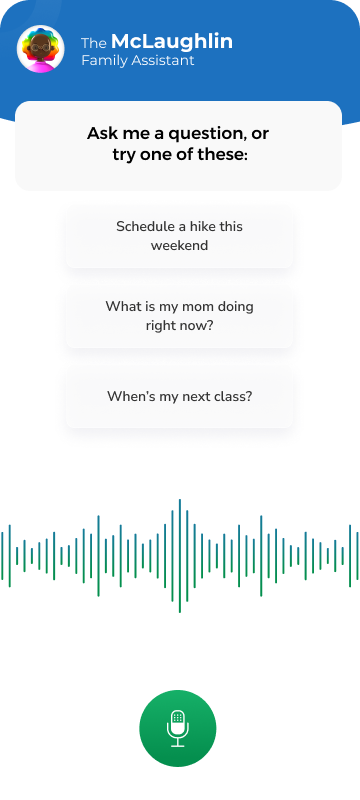 The McLaughlin
Family Assistant
Ask me a question, or
try one of these:
Schedule a hike this
weekend
What is my mom doing
right now?
When's my next class?